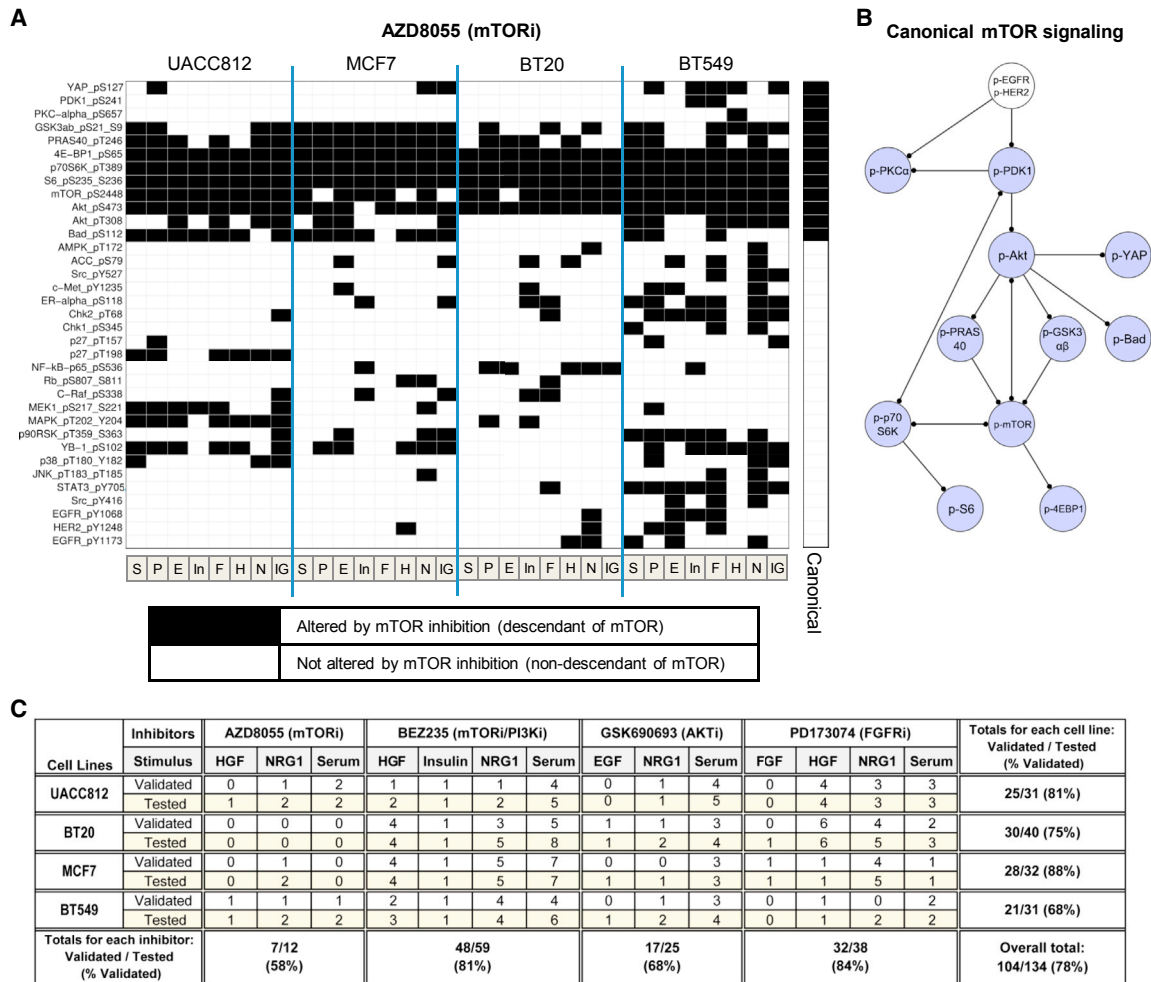 A
AZD8055 (mTORi)
UACC812 MCF7 BT20 BT549
YAP_pS127
PDK1_pS241
PKC-alpha_pS657
GSK3ab_pS21_S9
PRAS40_pT246
4E-BP1_pS65
p70S6K_pT389
S6_pS235_S236
mTOR_pS2448
Akt_pS473
Akt_pT308
Bad_pS112
AMPK_pT172
ACC_pS79
Src_pY527
c-Met_pY1235
ER-alpha_pS118
Chk2_pT68
Chk1_pS345
p27_pT157
p27_pT198
NF-kB-p65_pS536
Rb_pS807_S811
C-Raf_pS338
MEK1_pS217_S221
MAPK_pT202_Y204
p90RSK_pT359_S363
YB-1_pS102
p38_pT180_Y182
JNK_pT183_pT185
STAT3_pY705
Src_pY416
EGFR_pY1068
HER2_pY1248
EGFR_pY1173
S P E In F H N IG S P E In F H N IG S P E In F H N IG S P E In F H N IG
Canonical
Altered by mTOR inhibition (descendant of mTOR)
Not altered by mTOR inhibition (non-descendant of mTOR)
B
Canonical mTOR signaling
p-EGFR
p-HER2
p-PKCα
p-PDK1
p-Akt
p-YAP
p-PRAS
40
p-GSK3
αβ
p-Bad
p-p70
S6K
p-mTOR
p-S6
p-4EBP1
C
Cell Lines Inhibitors AZD8055 (mTORi) BEZ235 (mTORi/PI3Ki) GSK690693 (AKTi) PD173074 (FGFRi) Totals for each cell line: Validated / Tested (% Validated)
Stimulus HGF NRG1 Serum HGF Insulin NRG1 Serum EGF NRG1 Serum FGF HGF NRG1 Serum
UACC812 Validated 0 1 2 1 1 1 4 0 1 4 0 4 3 3 25/31 (81%)
Tested 1 2 2 2 1 2 5 0 1 5 0 4 3 3
BT20 Validated 0 0 0 4 1 3 5 1 1 3 0 6 4 2 30/40 (75%)
Tested 0 0 0 4 1 5 8 1 2 4 1 6 5 3
MCF7 Validated 0 1 0 4 1 5 7 0 0 3 1 1 4 1 28/32 (88%)
Tested 0 2 0 4 1 5 7 1 1 3 1 1 5 1
BT549 Validated 1 1 1 2 1 4 4 0 1 3 0 1 0 2 21/31 (68%)
Tested 1 2 2 3 1 4 6 1 2 4 0 1 2 2
Totals for each inhibitor: 7/12 48/59 17/25 32/38 Overall total:
Validated / Tested (58%) (81%) (68%) (84%) 104/134 (78%)
(% Validated)